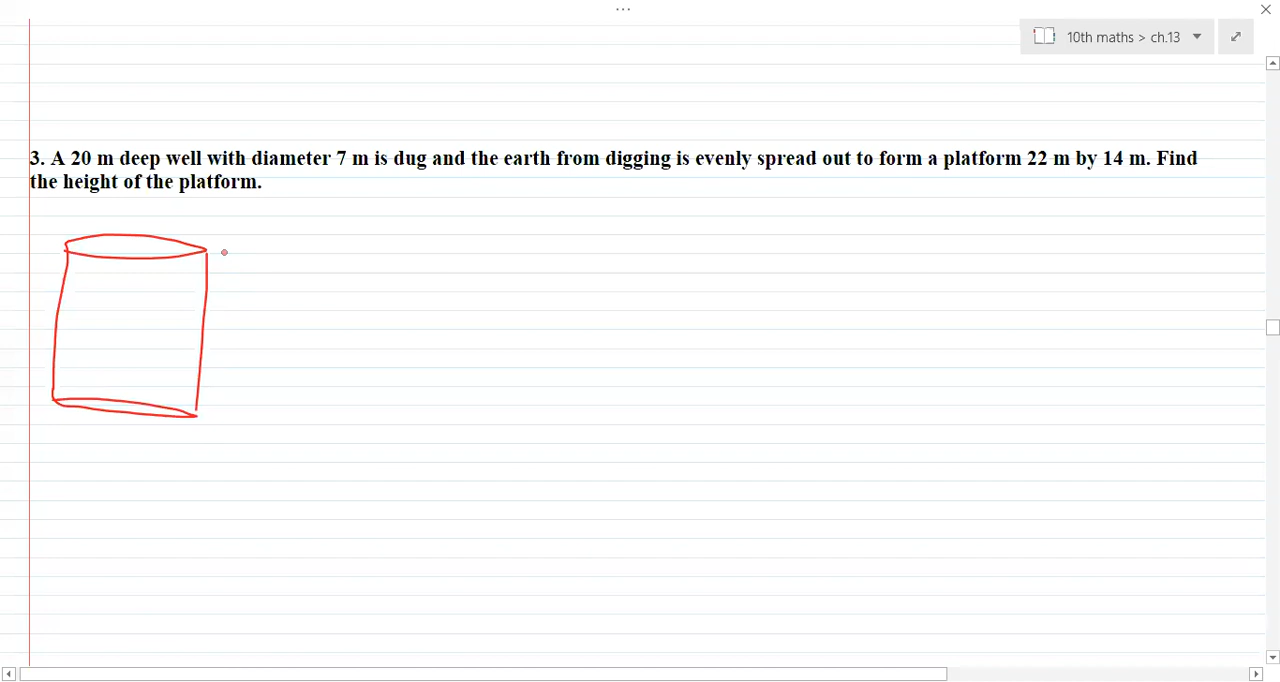 ...
10th maths > ch.13
3. A 20 m deep well with diameter 7 m is dug and the earth from digging is evenly spread out to form a platform 22 m by 14 m. Find
the height of the platform.